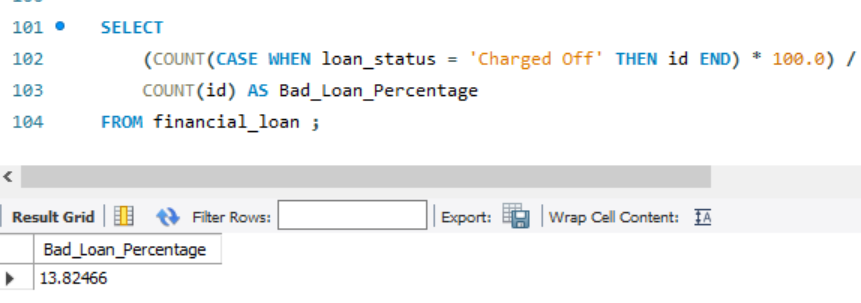 101 SELECT
102 (COUNT(CASE WHEN loan_status = 'Charged Off' THEN id END) * 100.0) /
103 COUNT(id) AS Bad_Loan_Percentage
104 FROM financial_loan ;
Result Grid Filter Rows: Export: Wrap Cell Content: IA
Bad_Loan_Percentage
13.82466